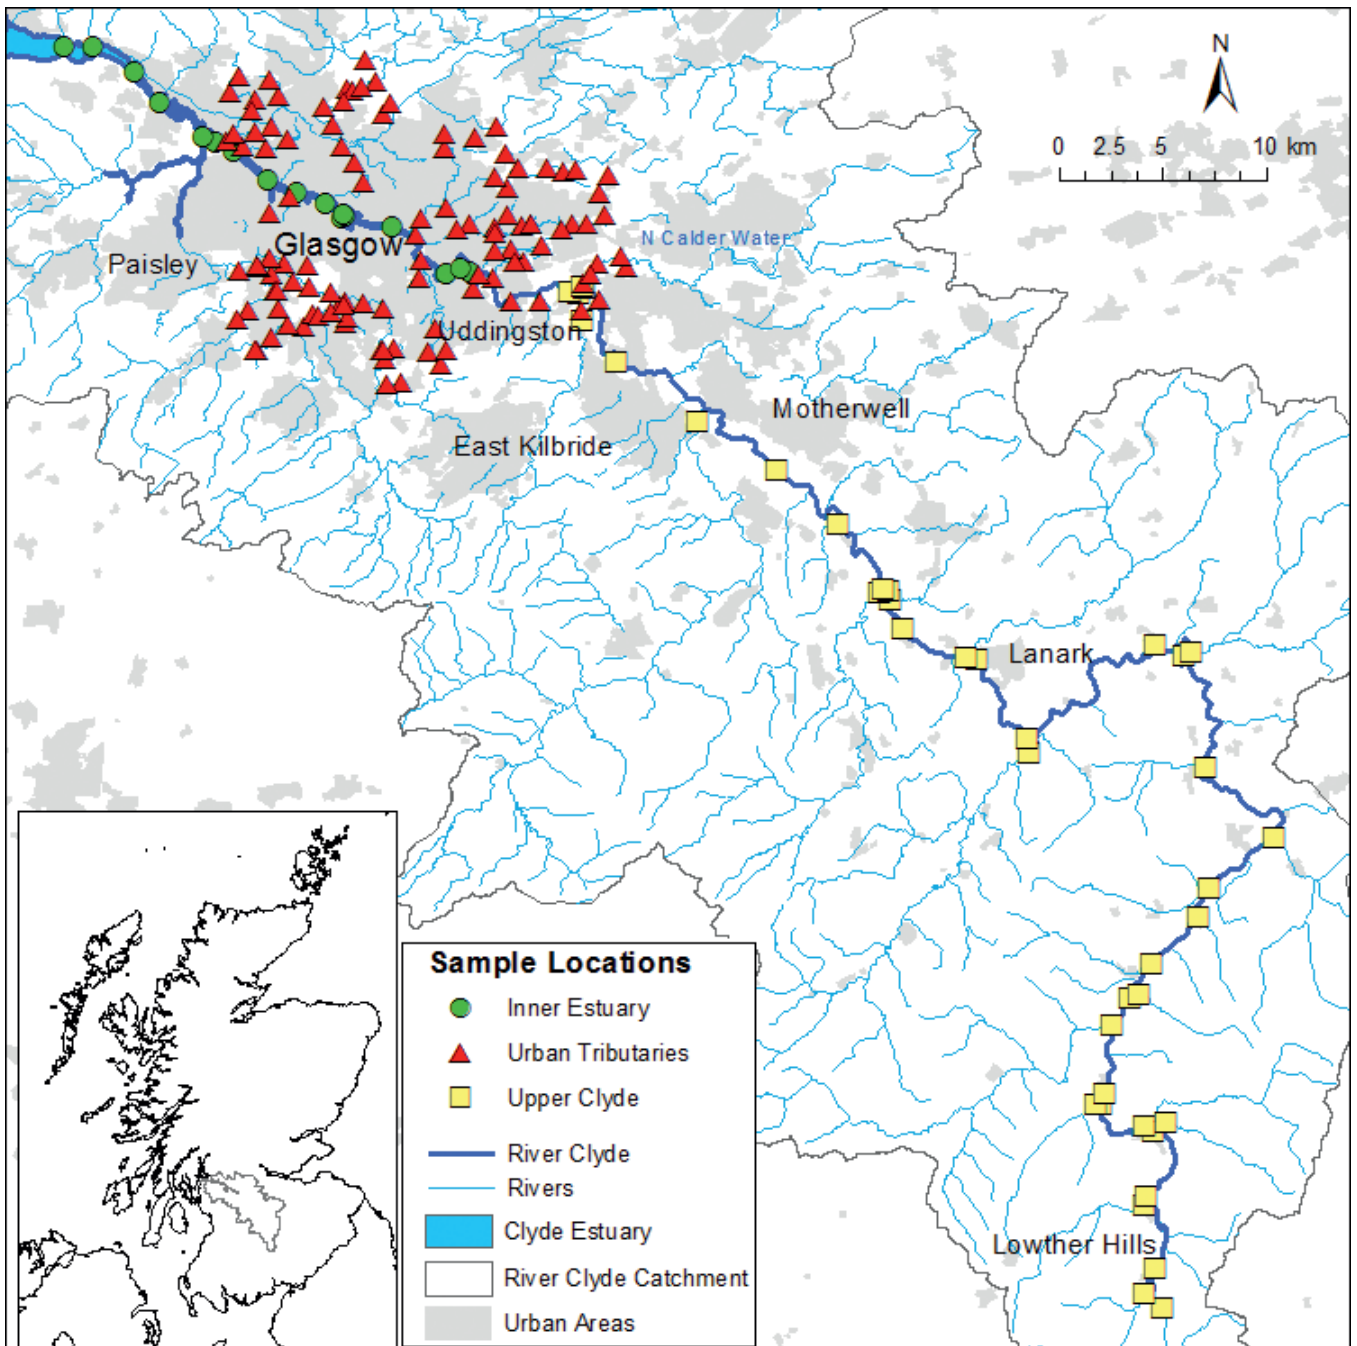 N
0 2.5 5 10 km
N Calder Water
Glasgow
Paisley
Uddingston
Motherwell
East Kilbride
Lanark
Lowther Hills
Sample Locations
Inner Estuary
Urban Tributaries
Upper Clyde
River Clyde
Rivers
Clyde Estuary
River Clyde Catchment
Urban Areas